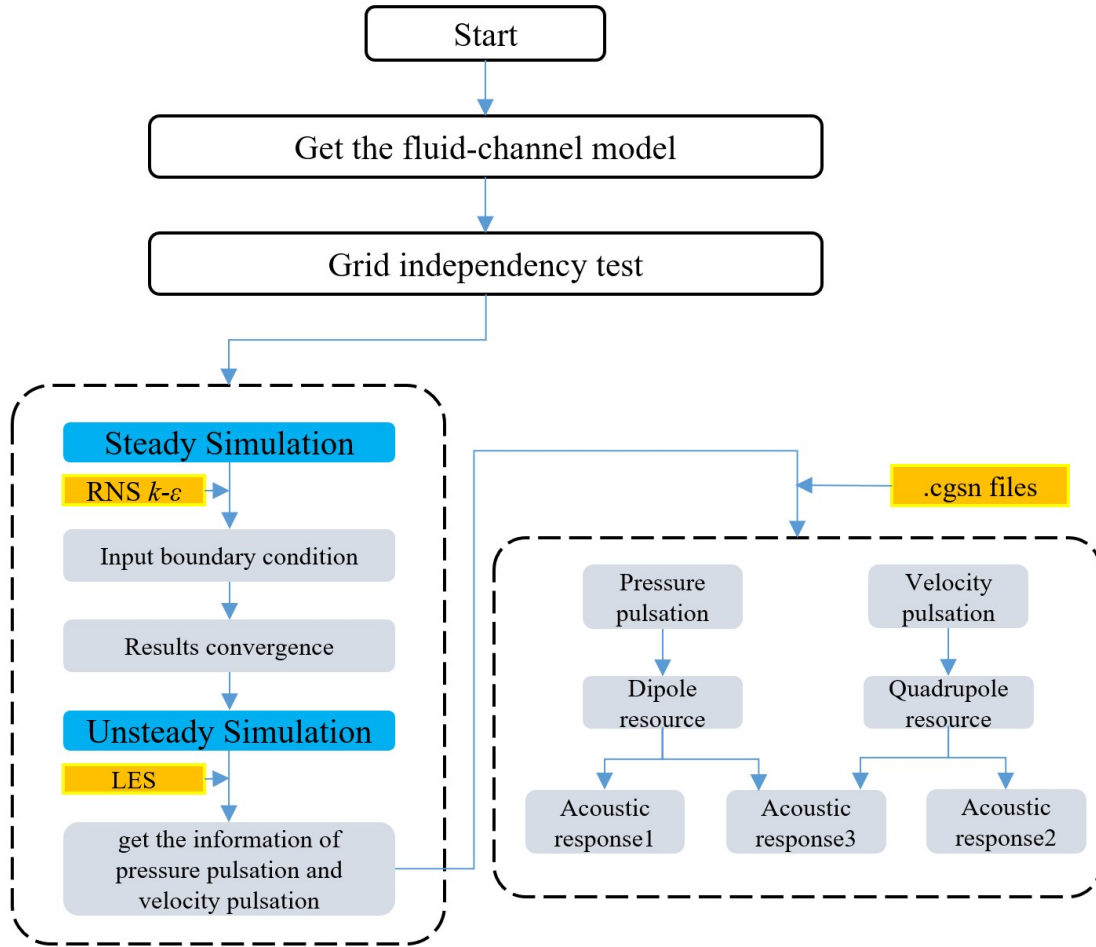 Start
Get the fluid-channel model
Grid independency test
Steady Simulation
RNS k-ε
Input boundary condition
Results convergence
Unsteady Simulation
LES
get the information of
pressure pulsation and
velocity pulsation
.cgsn files
Pressure
pulsation
Velocity
pulsation
Dipole
resource
Quadrupole
resource
Acoustic
response1
Acoustic
response3
Acoustic
response2